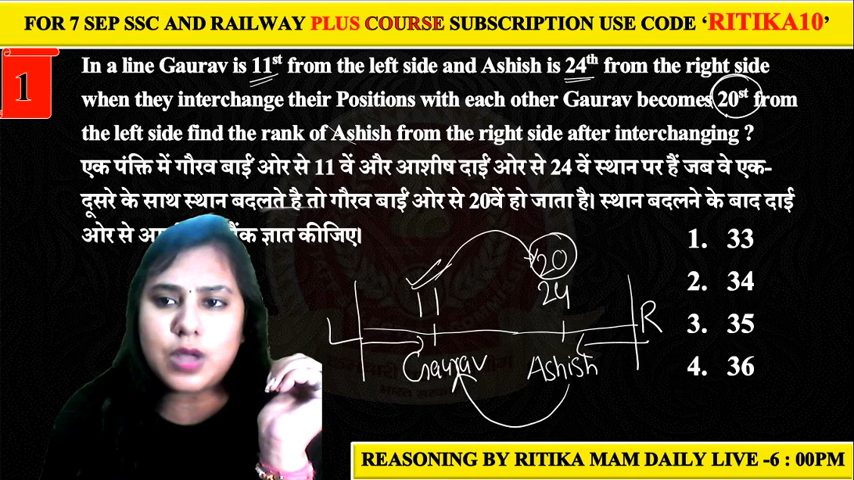 FOR 7 SEP SSC AND RAILWAY PLUS COURSE SUBSCRIPTION USE CODE ‘RITIKA10’
1
In a line Gaurav is 11st from the left side and Ashish is 24th from the right side
when they interchange their Positions with each other Gaurav becomes 20st from
the left side find the rank of Ashish from the right side after interchanging ?
एक पंक्ति में गौरव बाईं ओर से 11 वें और आशीष दाईं ओर से 24 वें स्थान पर हैं जब वे एक-
दूसरे के साथ स्थान बदलते है तो गौरव बाईं ओर से 20वें हो जाता है। स्थान बदलने के बाद दाईं
ओर से ज्ञात कीजिए।
1. 33
2. 34
3. 35
4. 36
20
11 24
L R
Gaurav Ashish
REASONING BY RITIKA MAM DAILY LIVE -6 : 00PM